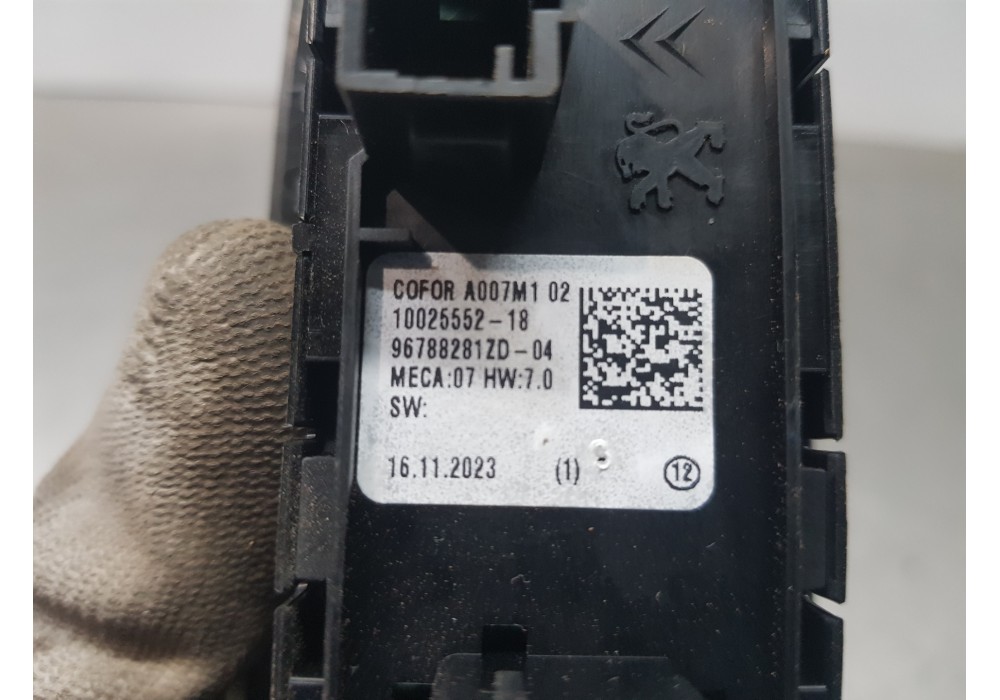 COFOR A007M1 02
10025552-18
96788281ZD-04
MECA:07 HW:7.0
SW:
16.11.2023 (1) 12